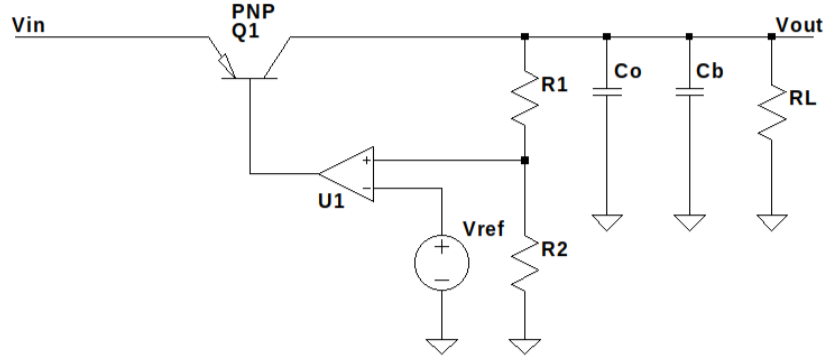 PNP
Vin
Q1
Vout
R1
Co
Cb
RL
+
−
U1
Vref
+
−
R2